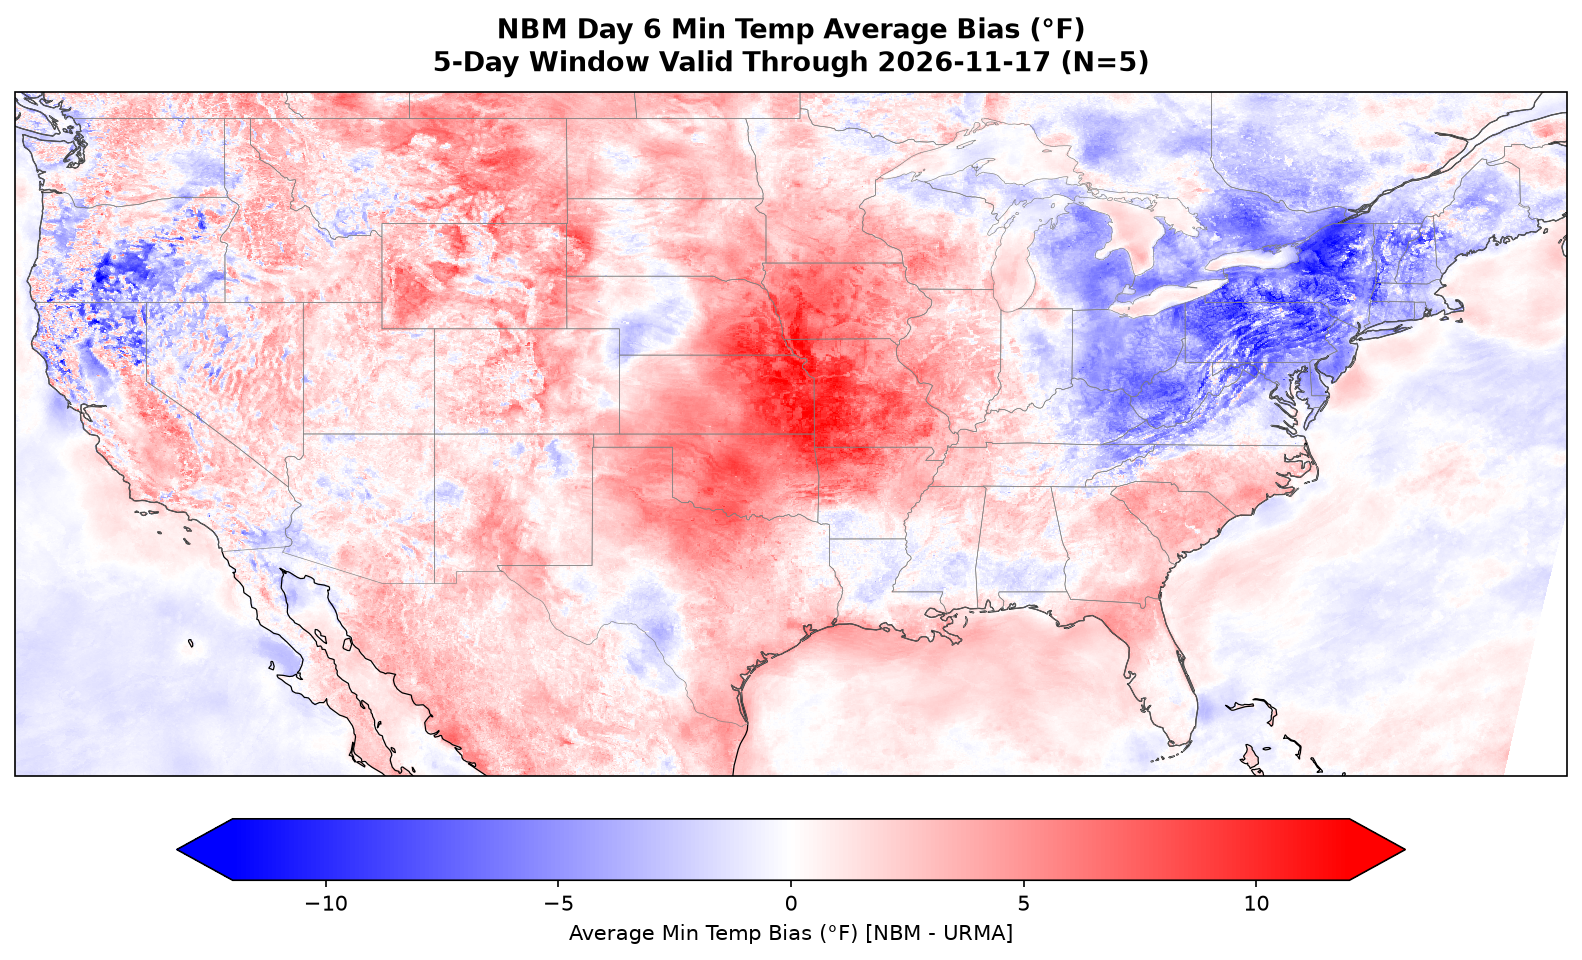 NBM Day 6 Min Temp Average Bias (°F)
5-Day Window Valid Through 2026-11-17 (N=5)
−10 −5 0 5 10
Average Min Temp Bias (°F) [NBM - URMA]